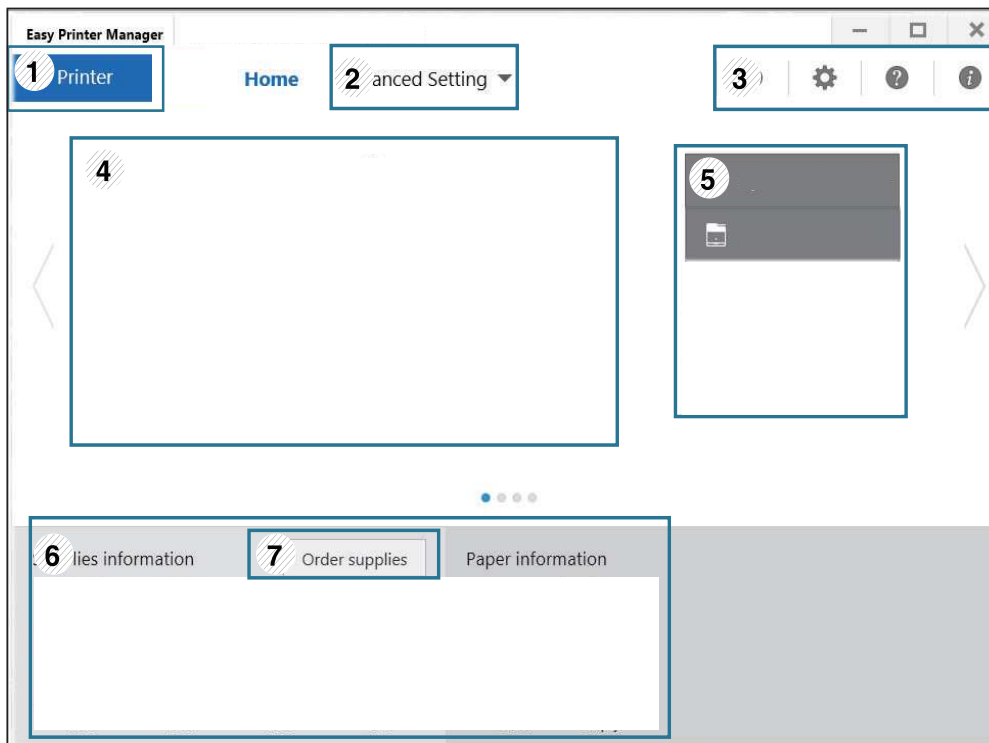 Easy Printer Manager
1 Printer
Home
2 anced Setting
3
4
5
6 lies information
7 Order supplies
Paper information